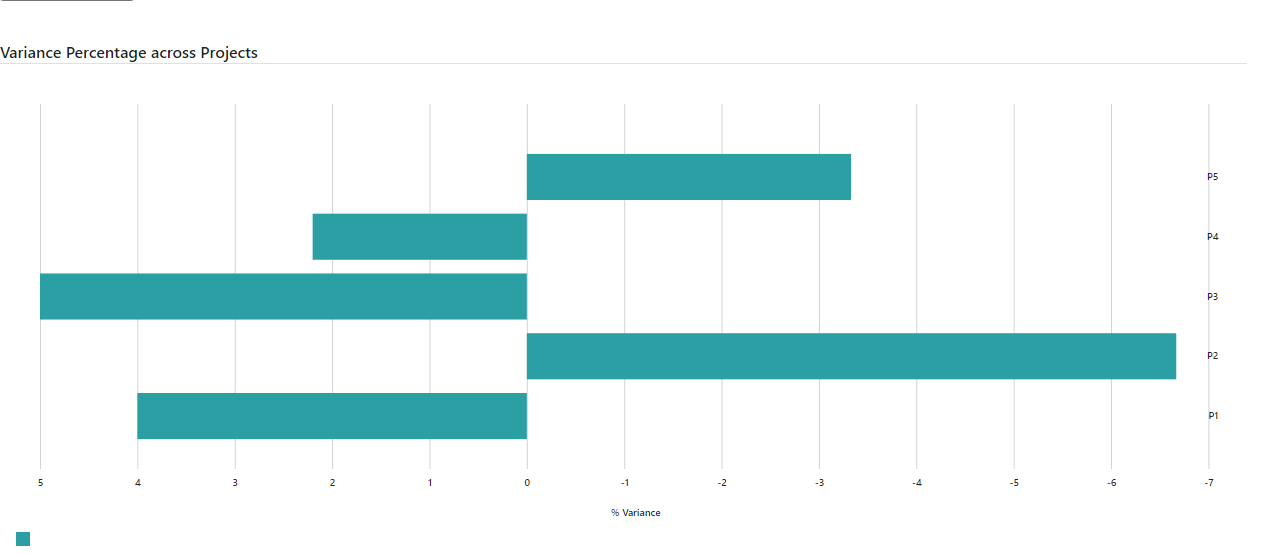 Variance Percentage across Projects
P5
P4
P3
P2
P1
5 4 3 2 1 0 -1 -2 -3 -4 -5 -6 -7
% Variance